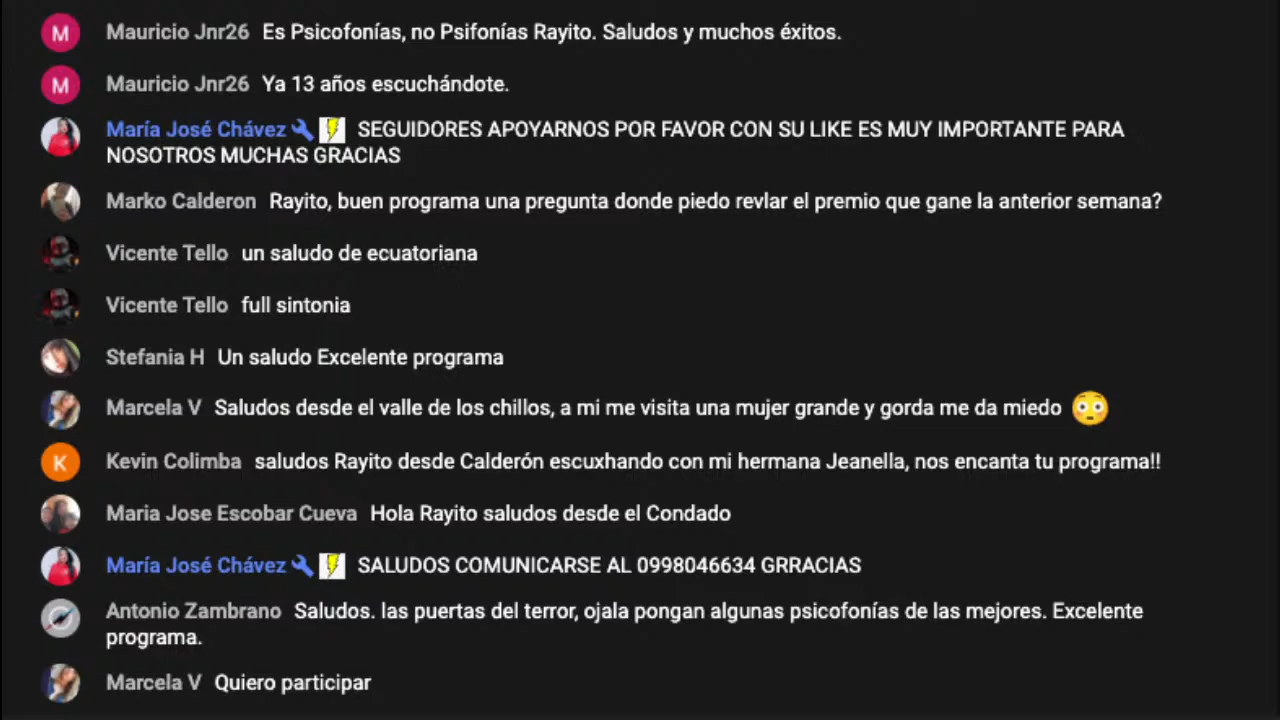 M Mauricio Jnr26 Es Psicofonías, no Psifonías Rayito. Saludos y muchos éxitos.
M Mauricio Jnr26 Ya 13 años escuchándote.
María José Chávez SEGUIDORES APOYARNOS POR FAVOR CON SU LIKE ES MUY IMPORTANTE PARA
NOSOTROS MUCHAS GRACIAS
Marko Calderon Rayito, buen programa una pregunta donde piedo revlar el premio que gane la anterior semana?
Vicente Tello un saludo de ecuatoriana
Vicente Tello full sintonia
Stefania H Un saludo Excelente programa
Marcela V Saludos desde el valle de los chillos, a mi me visita una mujer grande y gorda me da miedo 😳
K Kevin Colimba saludos Rayito desde Calderón escuxhando con mi hermana Jeanella, nos encanta tu programa!!
Maria Jose Escobar Cueva Hola Rayito saludos desde el Condado
María José Chávez SALUDOS COMUNICARSE AL 0998046634 GRRACIAS
Antonio Zambrano Saludos. las puertas del terror, ojala pongan algunas psicofonías de las mejores. Excelente
programa.
Marcela V Quiero participar